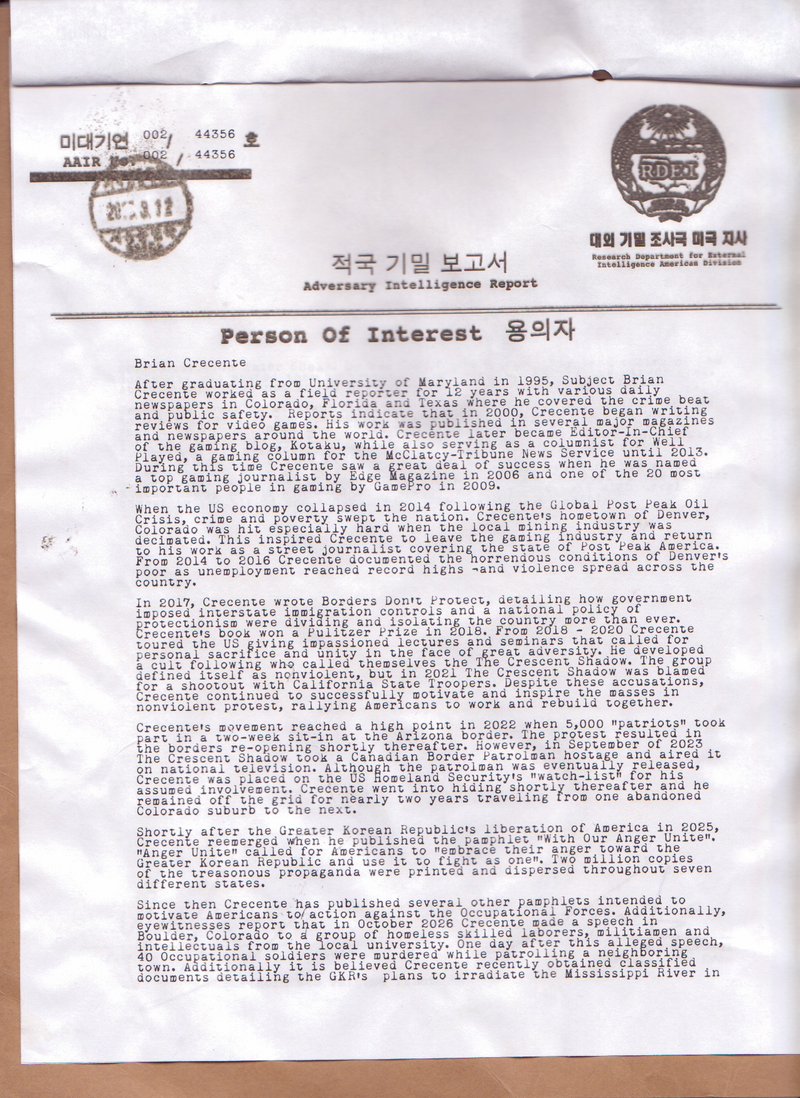 미대기연 002/ 44356 호
AAIR No. 002 / 44356
RDEI
대외 기밀 조사국 미국 지사
Research Department for External
Intelligence American Division
적국 기밀 보고서
Adversary Intelligence Report
Person Of Interest 용의자
Brian Crecente
After graduating from University of Maryland in 1995, Subject Brian
Crecente worked as a field reporter for 12 years with various daily
newspapers in Colorado, Florida and Texas where he covered the crime beat
and public safety. Reports indicate that in 2000, Crecente began writing
reviews for video games. His work was published in several major magazines
and newspapers around the world. Crecente later became Editor-In-Chief
of the gaming blog, Kotaku, while also serving as a columnist for Well
Played, a gaming column for the McClatcy-Tribune News Service until 2013.
During this time Crecente saw a great deal of success when he was named
a top gaming journalist by Edge Magazine in 2006 and one of the 20 most
important people in gaming by GamePro in 2009.
When the US economy collapsed in 2014 following the Global Post Peak Oil
Crisis, crime and poverty swept the nation. Crecente's hometown of Denver,
Colorado was hit especially hard when the local mining industry was
decimated. This inspired Crecente to leave the gaming industry and return
to his work as a street journalist covering the state of Post Peak America.
From 2014 to 2016 Crecente documented the horrendous conditions of Denver's
poor as unemployment reached record highs and violence spread across the
country.
In 2017, Crecente wrote Borders Don't Protect, detailing how government
imposed interstate immigration controls and a national policy of
protectionism were dividing and isolating the country more than ever.
Crecente's book won a Pulitzer Prize in 2018. From 2018 - 2020 Crecente
toured the US giving impassioned lectures and seminars that called for
personal sacrifice and unity in the face of great adversity. He developed
a cult following who called themselves the The Crescent Shadow. The group
defined itself as nonviolent, but in 2021 The Crescent Shadow was blamed
for a shootout with California State Troopers. Despite these accusations,
Crecente continued to successfully motivate and inspire the masses in
nonviolent protest, rallying Americans to work and rebuild together.
Crecente's movement reached a high point in 2022 when 5,000 "patriots" took
part in a two-week sit-in at the Arizona border. The protest resulted in
the borders re-opening shortly thereafter. However, in September of 2023
The Crescent Shadow took a Canadian Border Patrolman hostage and aired it
on national television. Although the patrolman was eventually released,
Crecente was placed on the US Homeland Security's "watch-list" for his
assumed involvement. Crecente went into hiding shortly thereafter and he
remained off the grid for nearly two years traveling from one abandoned
Colorado suburb to the next.
Shortly after the Greater Korean Republic's liberation of America in 2025,
Crecente reemerged when he published the pamphlet "With Our Anger Unite".
"Anger Unite" called for Americans to "embrace their anger toward the
Greater Korean Republic and use it to fight as one". Two million copies
of the treasonous propaganda were printed and dispersed throughout seven
different states.
Since then Crecente has published several other pamphlets intended to
motivate Americans to action against the Occupational Forces. Additionally,
eyewitnesses report that in October 2026 Crecente made a speech in
Boulder, Colorado to a group of homeless skilled laborers, militiamen and
intellectuals from the local university. One day after this alleged speech,
40 Occupational soldiers were murdered while patrolling a neighboring
town. Additionally it is believed Crecente recently obtained classified
documents detailing the GKR's plans to irradiate the Mississippi River in